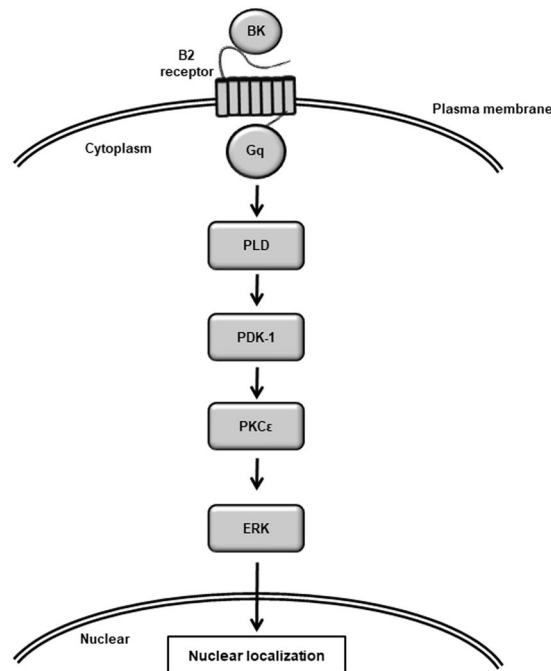 BK
B2
receptor
Plasma membrane
Cytoplasm
Gq
PLD
PDK-1
PKCε
ERK
Nuclear
Nuclear localization